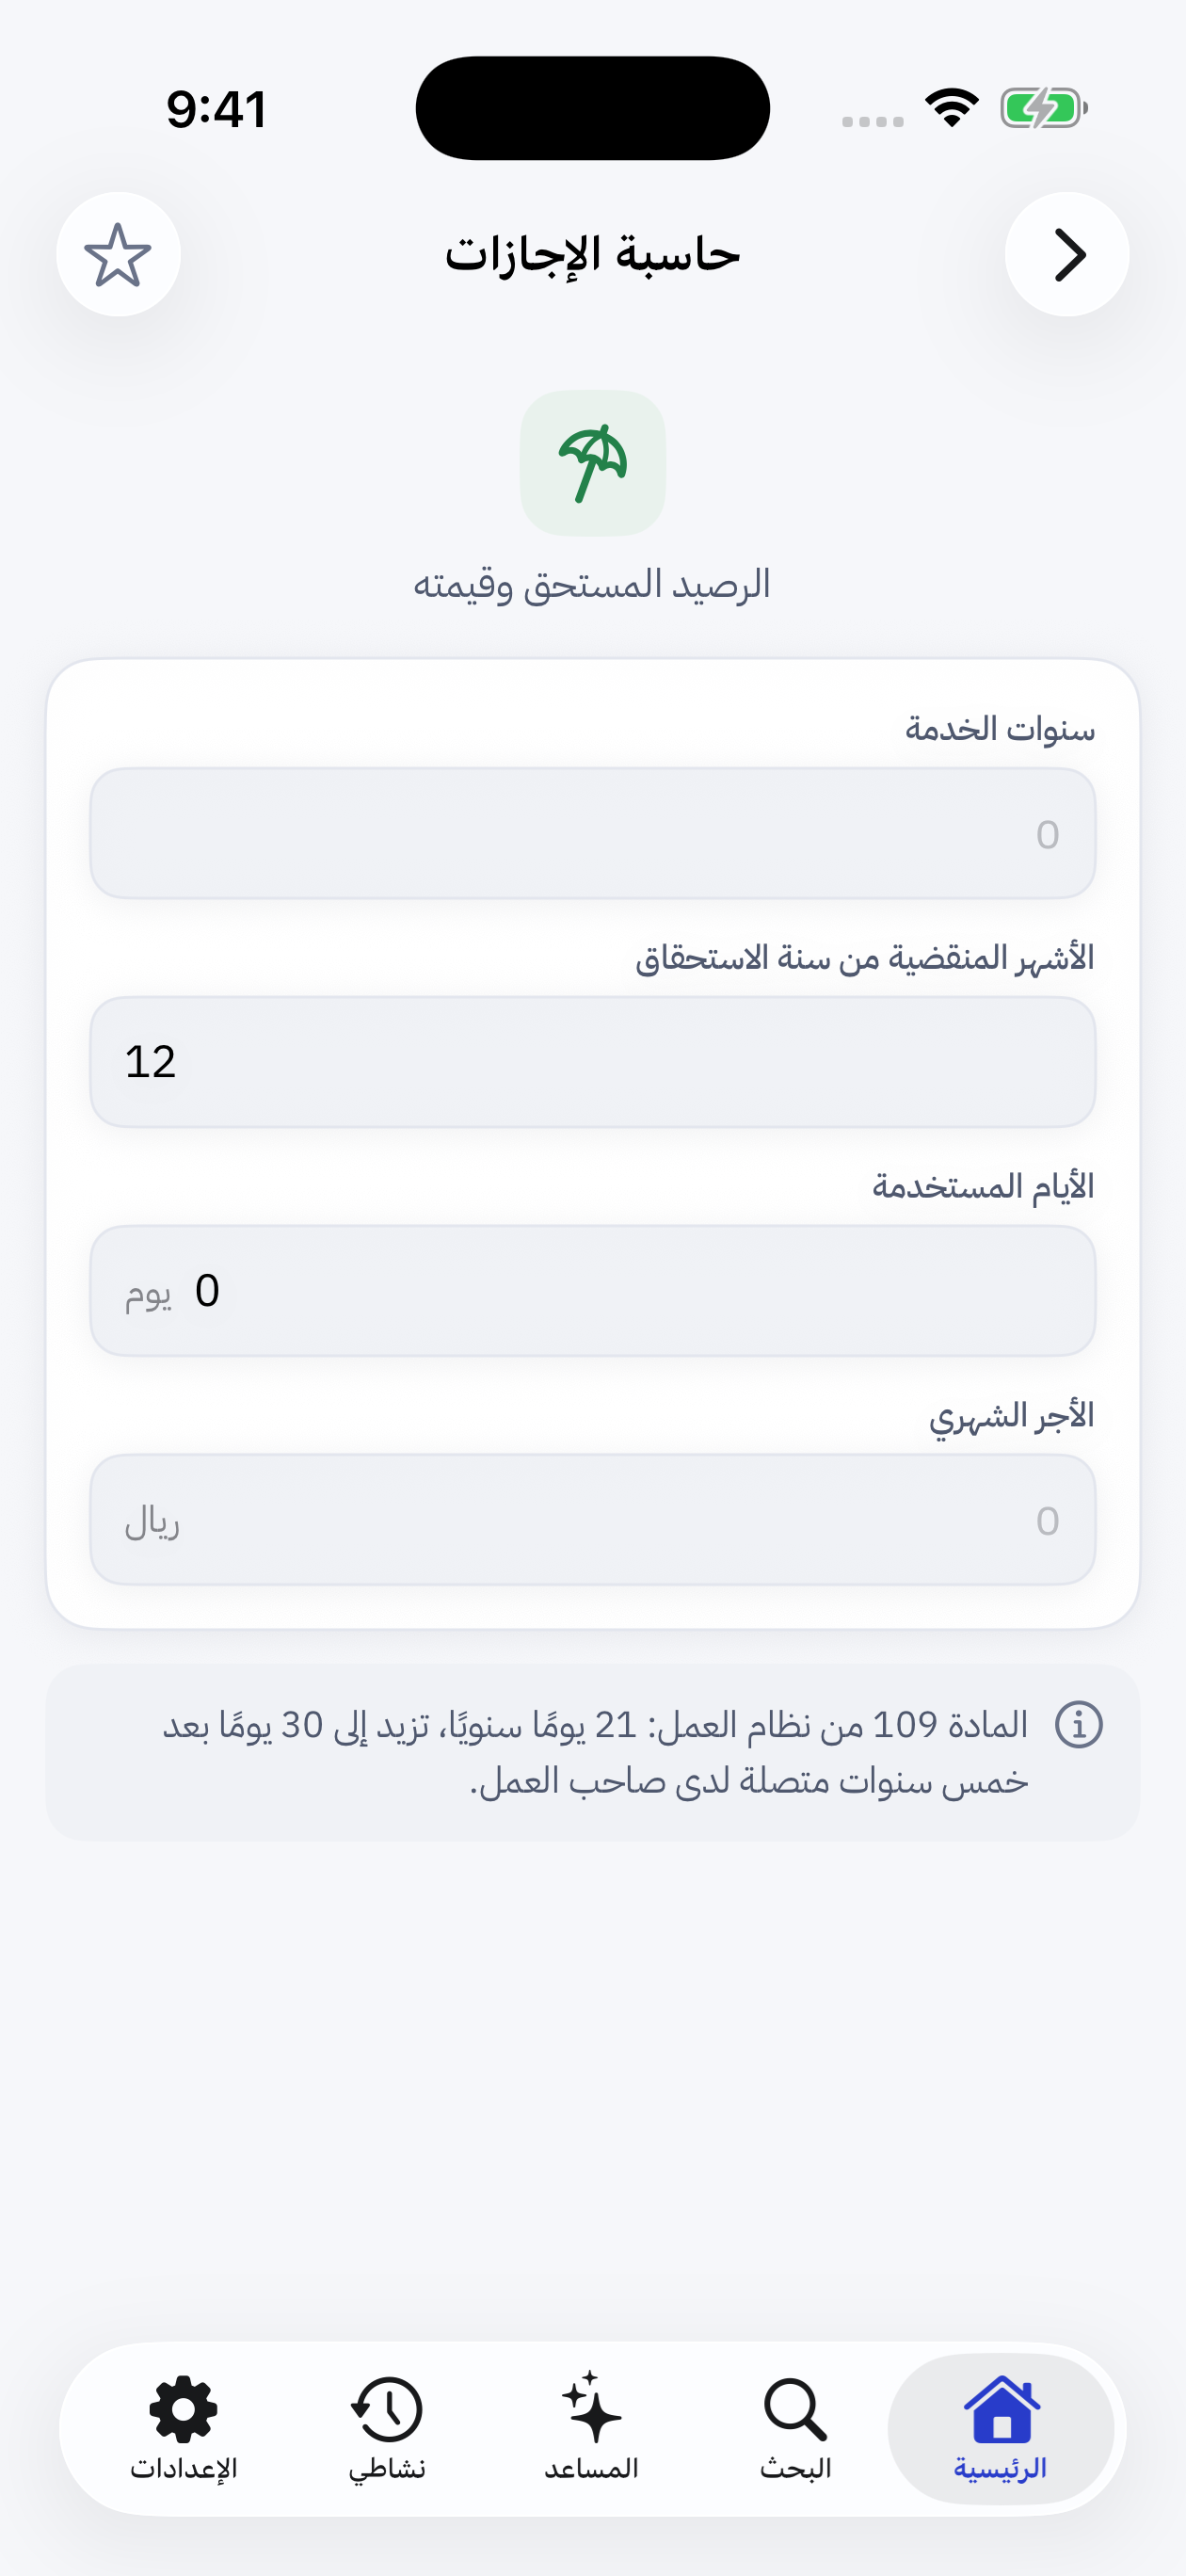 9:41
حاسبة الإجازات
الرصيد المستحق وقيمته
سنوات الخدمة
0
الأشهر المنقضية من سنة الاستحقاق
12
الأيام المستخدمة
0 يوم
الأجر الشهري
0 ريال
المادة 109 من نظام العمل: 21 يومًا سنويًا، تزيد إلى 30 يومًا بعد
خمس سنوات متصلة لدى صاحب العمل.
الرئيسية
البحث
المساعد
نشاطي
الإعدادات